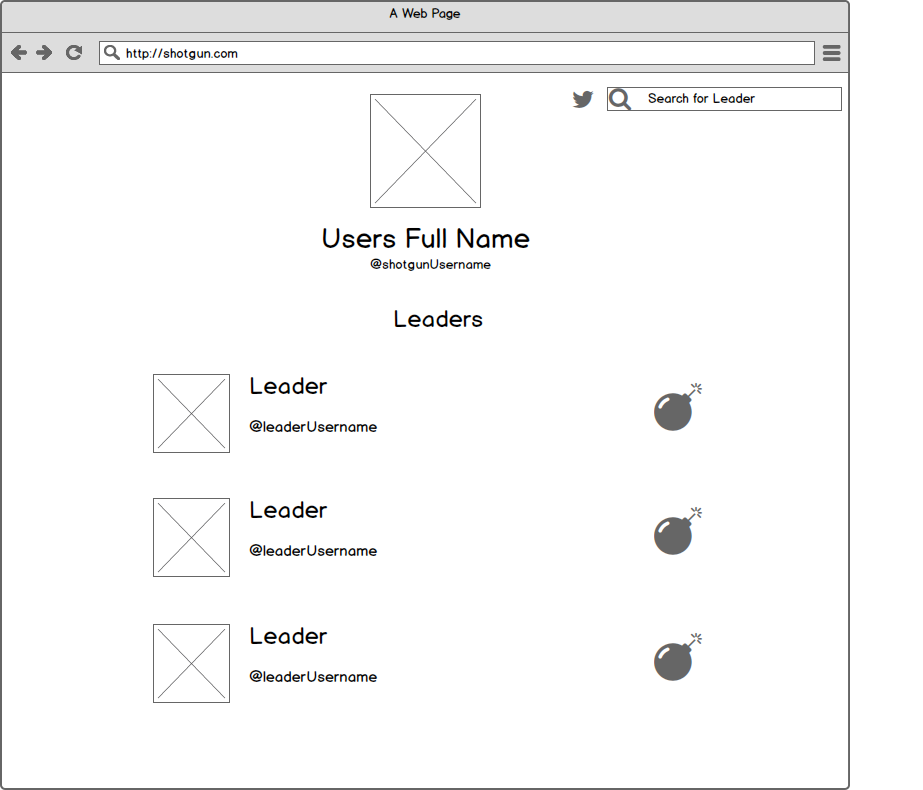 A Web Page
http://shotgun.com
Search for Leader
Users Full Name
@shotgunUsername
Leaders
Leader
@leaderUsername
Leader
@leaderUsername
Leader
@leaderUsername